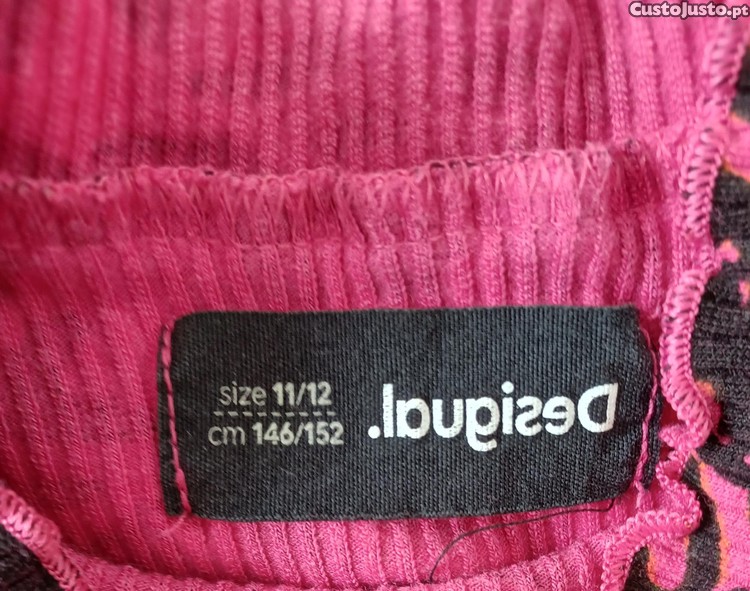 CustoJusto.pt
size 11/12
cm 146/152
Desigual.